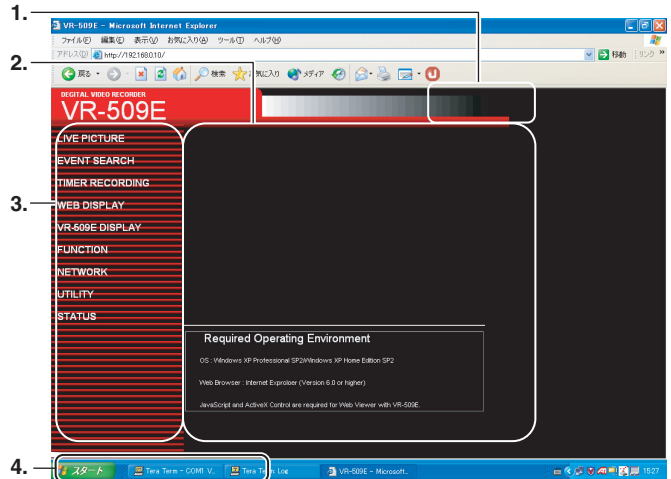 1.
VR-509E - Microsoft Internet Explorer
ファイル(F) 編集(E) 表示(V) お気に入り(A) ツール(T) ヘルプ(H)
アドレス(D) http://192.168.0.10/ 移動 リンク »
2.
戻る 検索 お気に入り メディア
DEGITAL VIDEO RECORDER
VR-509E
LIVE PICTURE
EVENT SEARCH
TIMER RECORDING
3.
WEB DISPLAY
VR-509E DISPLAY
FUNCTION
NETWORK
UTILITY
STATUS
Required Operating Environment
OS : Windows XP Professional SP2/Windows XP Home Edition SP2
Web Browser : Internet Exproloer (Version 6.0 or higher)
JavaScript and ActiveX Control are required for Web Viewer with VR-509E.
4.
スタート Tera Term - COM1 V... Tera Term: Log VR-509E - Microsoft... 15:27